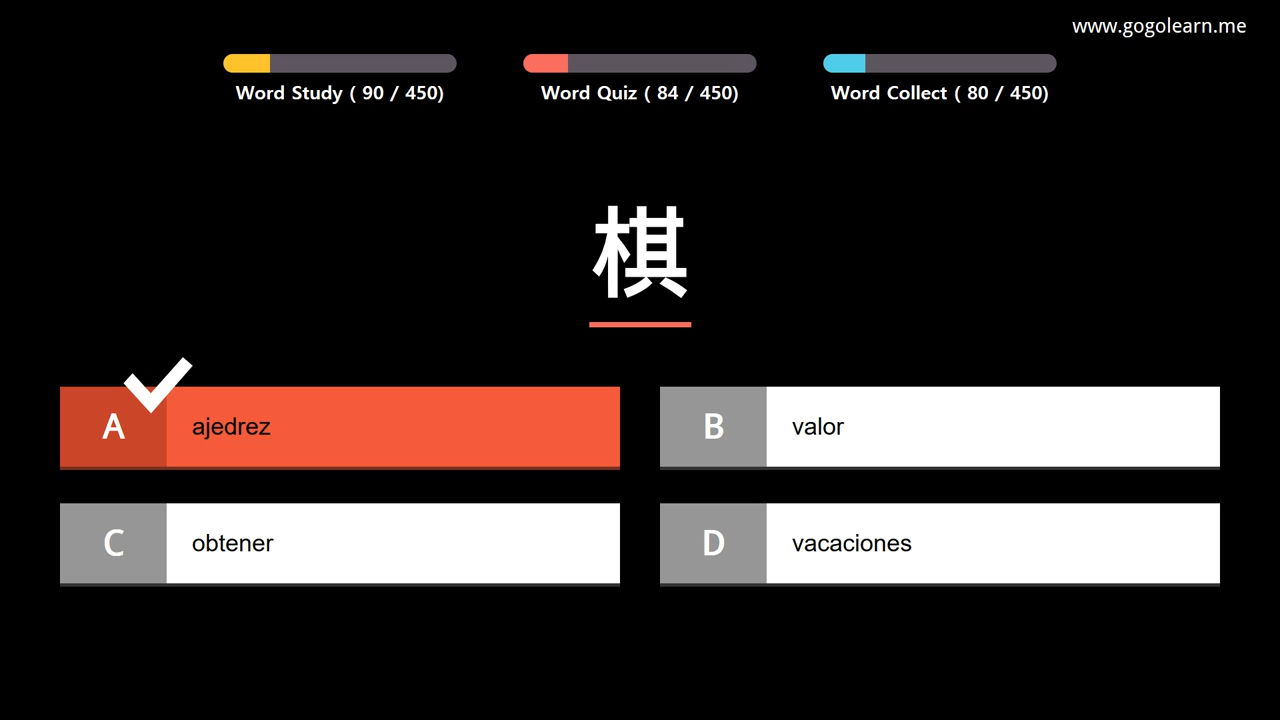 www.gogolearn.me
Word Study ( 90 / 450)
Word Quiz ( 84 / 450)
Word Collect ( 80 / 450)
棋
A ajedrez
B valor
C obtener
D vacaciones